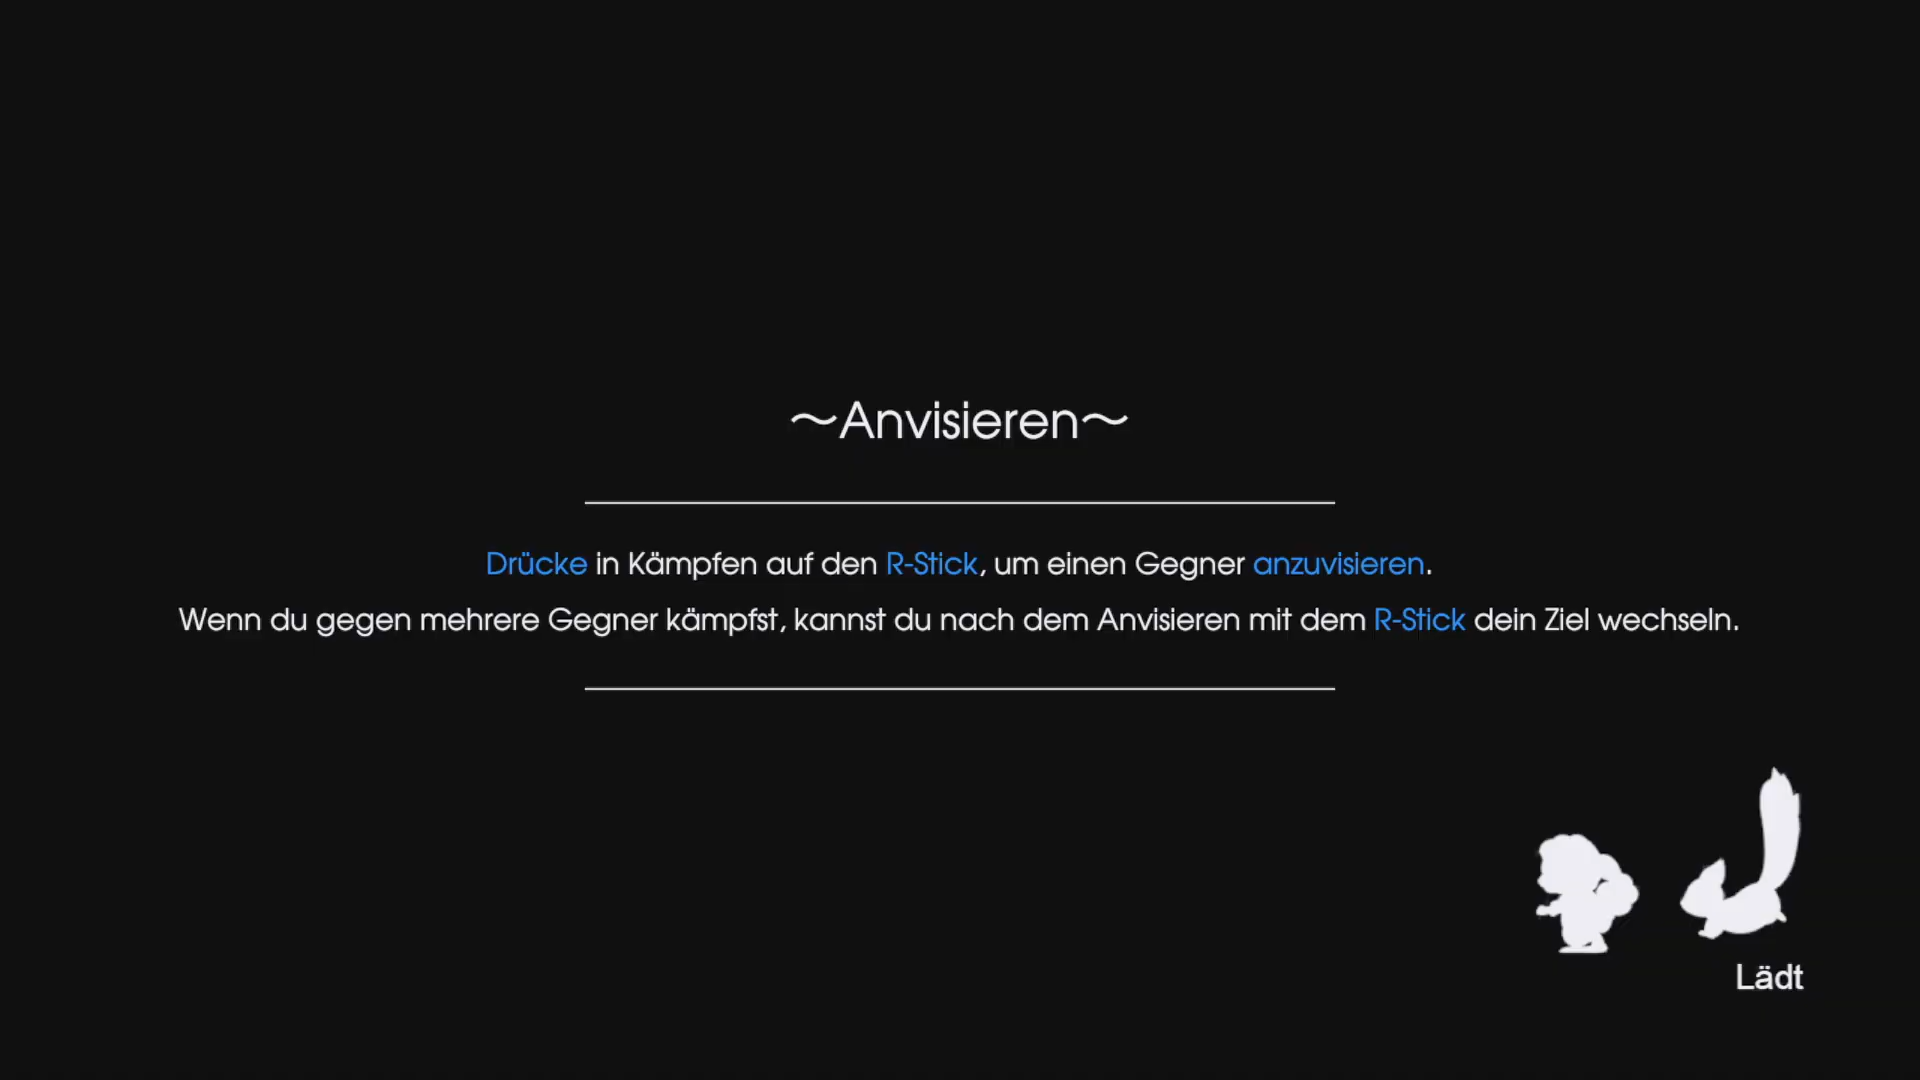 ～Anvisieren～
Drücke in Kämpfen auf den R-Stick, um einen Gegner anzuvisieren.
Wenn du gegen mehrere Gegner kämpfst, kannst du nach dem Anvisieren mit dem R-Stick dein Ziel wechseln.
Lädt